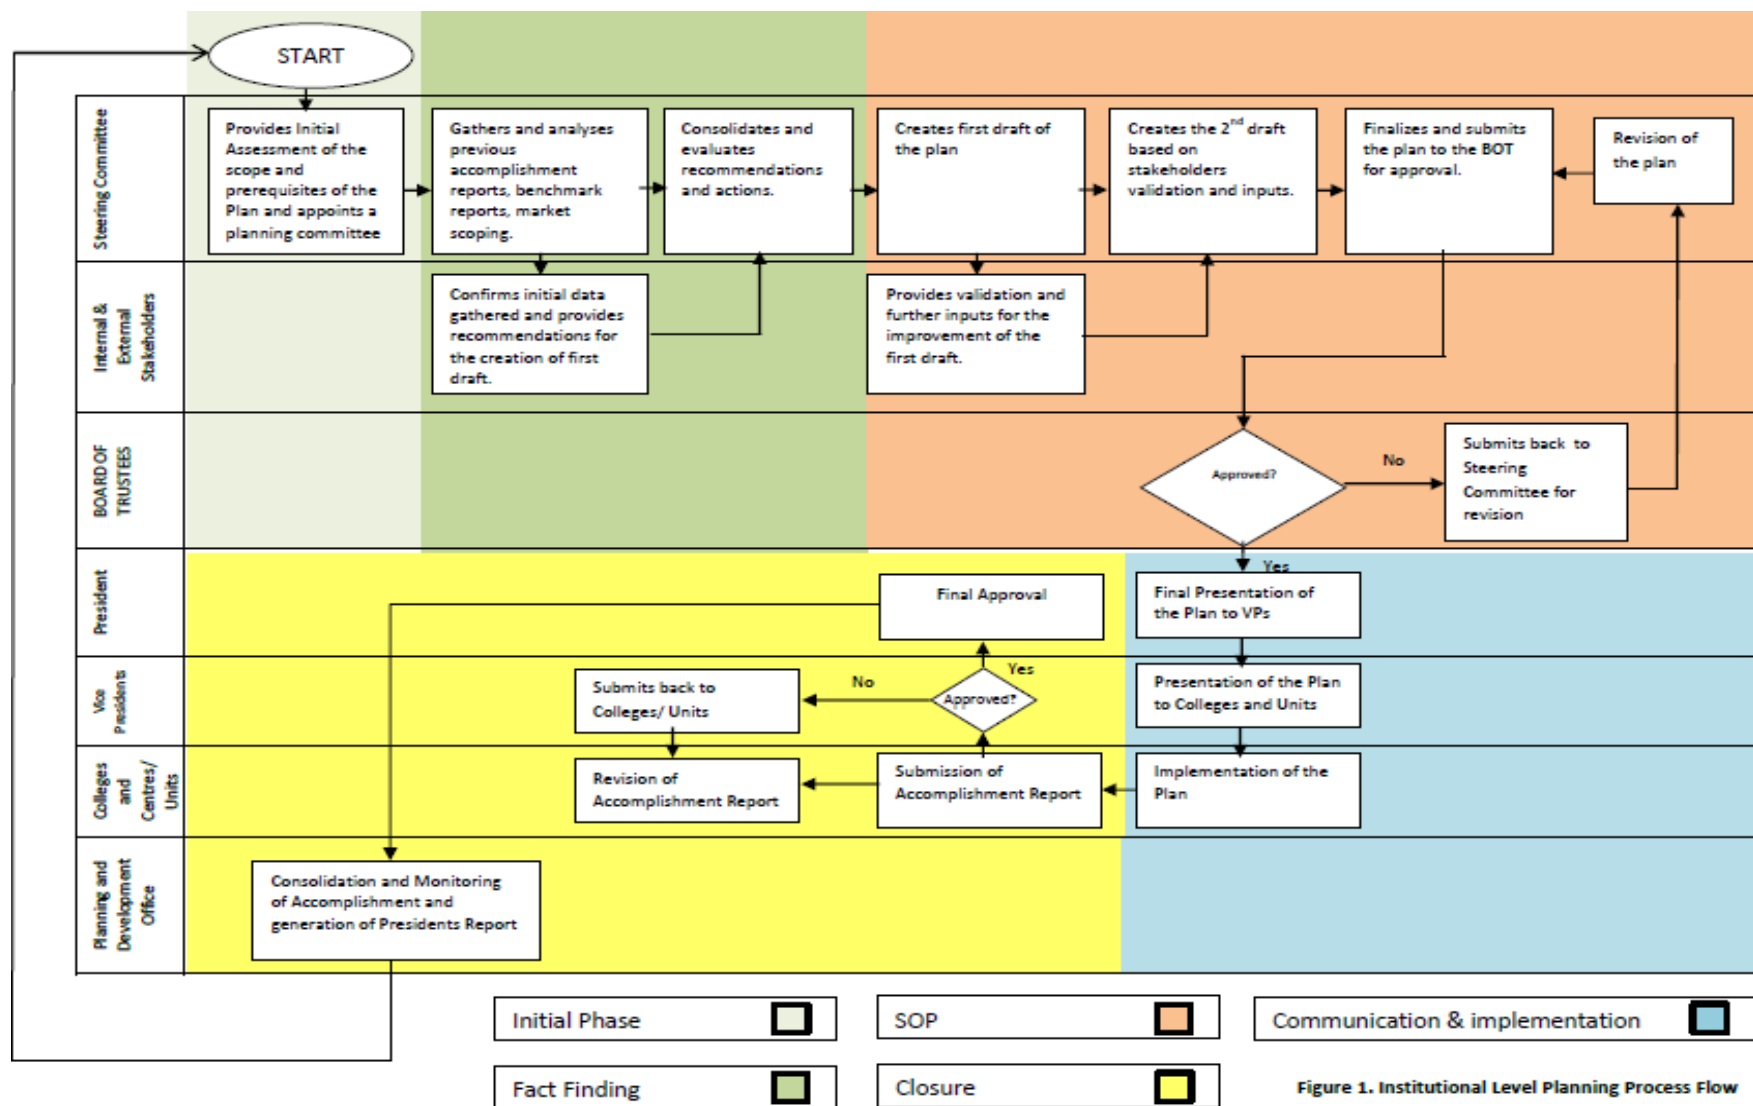 START
Steering Committee
Provides Initial
Assessment of the
scope and
prerequisites of the
Plan and appoints a
planning committee
Gathers and analyses
previous
accomplishment
reports, benchmark
reports, market
scoping.
Consolidates and
evaluates
recommendations
and actions.
Creates first draft of
the plan
Creates the 2nd draft
based on
stakeholders
validation and inputs.
Finalizes and submits
the plan to the BOT
for approval.
Revision of
the plan
Internal &
External
Stakeholders
Confirms initial data
gathered and provides
recommendations for
the creation of first
draft.
Provides validation and
further inputs for the
improvement of the
first draft.
BOARD OF
TRUSTEES
Approved?
No
Submits back to
Steering
Committee for
revision
Yes
President
Final Approval
Final Presentation of
the Plan to VPs
Vice
Presidents
Submits back to
Colleges/ Units
No
Approved?
Yes
Presentation of the Plan
to Colleges and Units
Colleges
and
Centres/
Units
Revision of
Accomplishment Report
Submission of
Accomplishment Report
Implementation of the
Plan
Planning and
Development
Office
Consolidation and Monitoring
of Accomplishment and
generation of Presidents Report
Initial Phase
SOP
Communication & implementation
Fact Finding
Closure
Figure 1. Institutional Level Planning Process Flow